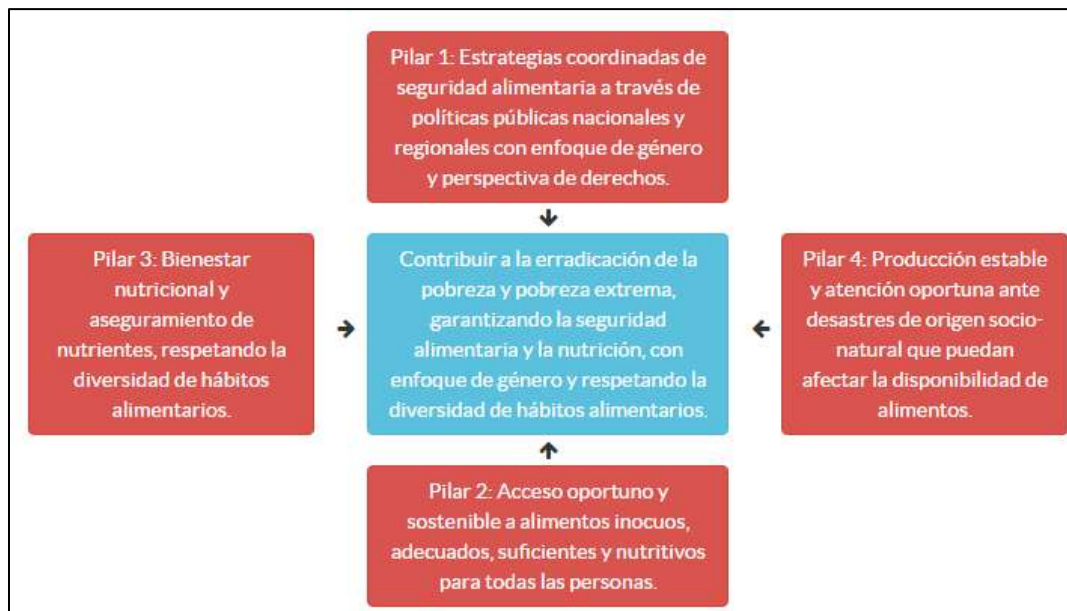 Pilar 1: Estrategias coordinadas de
seguridad alimentaria a través de
políticas públicas nacionales y
regionales con enfoque de género
y perspectiva de derechos.
Pilar 3: Bienestar
nutricional y
aseguramiento de
nutrientes, respetando la
diversidad de hábitos
alimentarios.
Contribuir a la erradicación de la
pobreza y pobreza extrema,
garantizando la seguridad
alimentaria y la nutrición, con
enfoque de género y respetando la
diversidad de hábitos alimentarios.
Pilar 4: Producción estable
y atención oportuna ante
desastres de origen socio-
natural que puedan
afectar la disponibilidad de
alimentos.
Pilar 2: Acceso oportuno y
sostenible a alimentos inocuos,
adecuados, suficientes y nutritivos
para todas las personas.